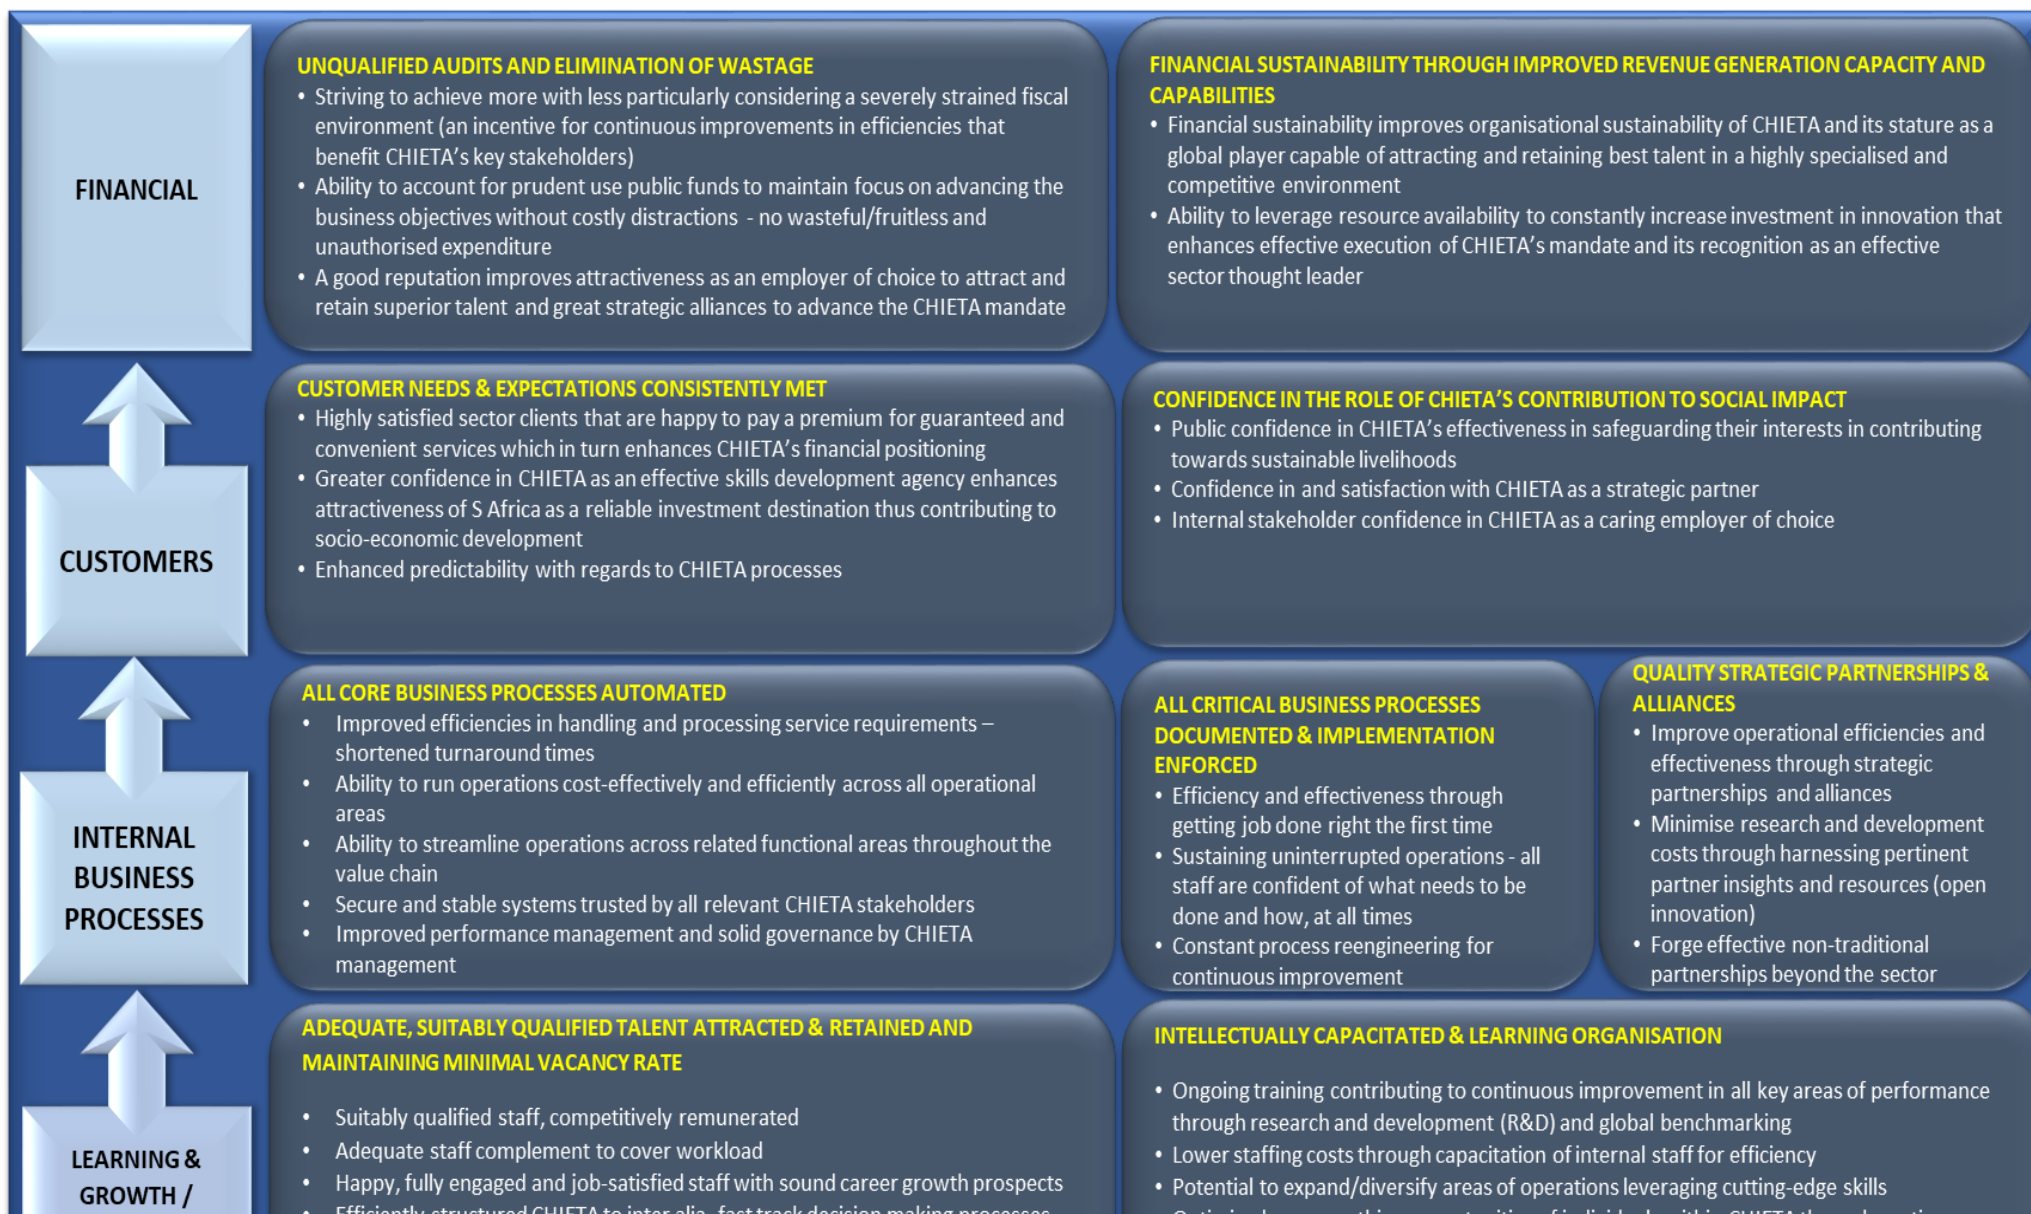 FINANCIAL
UNQUALIFIED AUDITS AND ELIMINATION OF WASTAGE
• Striving to achieve more with less particularly considering a severely strained fiscal
environment (an incentive for continuous improvements in efficiencies that
benefit CHIETA's key stakeholders)
• Ability to account for prudent use public funds to maintain focus on advancing the
business objectives without costly distractions - no wasteful/fruitless and
unauthorised expenditure
• A good reputation improves attractiveness as an employer of choice to attract and
retain superior talent and great strategic alliances to advance the CHIETA mandate
FINANCIAL SUSTAINABILITY THROUGH IMPROVED REVENUE GENERATION CAPACITY AND
CAPABILITIES
• Financial sustainability improves organisational sustainability of CHIETA and its stature as a
global player capable of attracting and retaining best talent in a highly specialised and
competitive environment
• Ability to leverage resource availability to constantly increase investment in innovation that
enhances effective execution of CHIETA's mandate and its recognition as an effective
sector thought leader
CUSTOMERS
CUSTOMER NEEDS & EXPECTATIONS CONSISTENTLY MET
• Highly satisfied sector clients that are happy to pay a premium for guaranteed and
convenient services which in turn enhances CHIETA's financial positioning
• Greater confidence in CHIETA as an effective skills development agency enhances
attractiveness of S Africa as a reliable investment destination thus contributing to
socio-economic development
• Enhanced predictability with regards to CHIETA processes
CONFIDENCE IN THE ROLE OF CHIETA'S CONTRIBUTION TO SOCIAL IMPACT
• Public confidence in CHIETA's effectiveness in safeguarding their interests in contributing
towards sustainable livelihoods
• Confidence in and satisfaction with CHIETA as a strategic partner
• Internal stakeholder confidence in CHIETA as a caring employer of choice
INTERNAL
BUSINESS
PROCESSES
ALL CORE BUSINESS PROCESSES AUTOMATED
• Improved efficiencies in handling and processing service requirements –
shortened turnaround times
• Ability to run operations cost-effectively and efficiently across all operational
areas
• Ability to streamline operations across related functional areas throughout the
value chain
• Secure and stable systems trusted by all relevant CHIETA stakeholders
• Improved performance management and solid governance by CHIETA
management
ALL CRITICAL BUSINESS PROCESSES
DOCUMENTED & IMPLEMENTATION
ENFORCED
• Efficiency and effectiveness through
getting job done right the first time
• Sustaining uninterrupted operations - all
staff are confident of what needs to be
done and how, at all times
• Constant process reengineering for
continuous improvement
QUALITY STRATEGIC PARTNERSHIPS &
ALLIANCES
• Improve operational efficiencies and
effectiveness through strategic
partnerships and alliances
• Minimise research and development
costs through harnessing pertinent
partner insights and resources (open
innovation)
• Forge effective non-traditional
partnerships beyond the sector
LEARNING &
GROWTH /
ADEQUATE, SUITABLY QUALIFIED TALENT ATTRACTED & RETAINED AND
MAINTAINING MINIMAL VACANCY RATE
• Suitably qualified staff, competitively remunerated
• Adequate staff complement to cover workload
• Happy, fully engaged and job-satisfied staff with sound career growth prospects
• Efficiently structured CHIETA to inter alia, fast track decision making processes
INTELLECTUALLY CAPACITATED & LEARNING ORGANISATION
• Ongoing training contributing to continuous improvement in all key areas of performance
through research and development (R&D) and global benchmarking
• Lower staffing costs through capacitation of internal staff for efficiency
• Potential to expand/diversify areas of operations leveraging cutting-edge skills